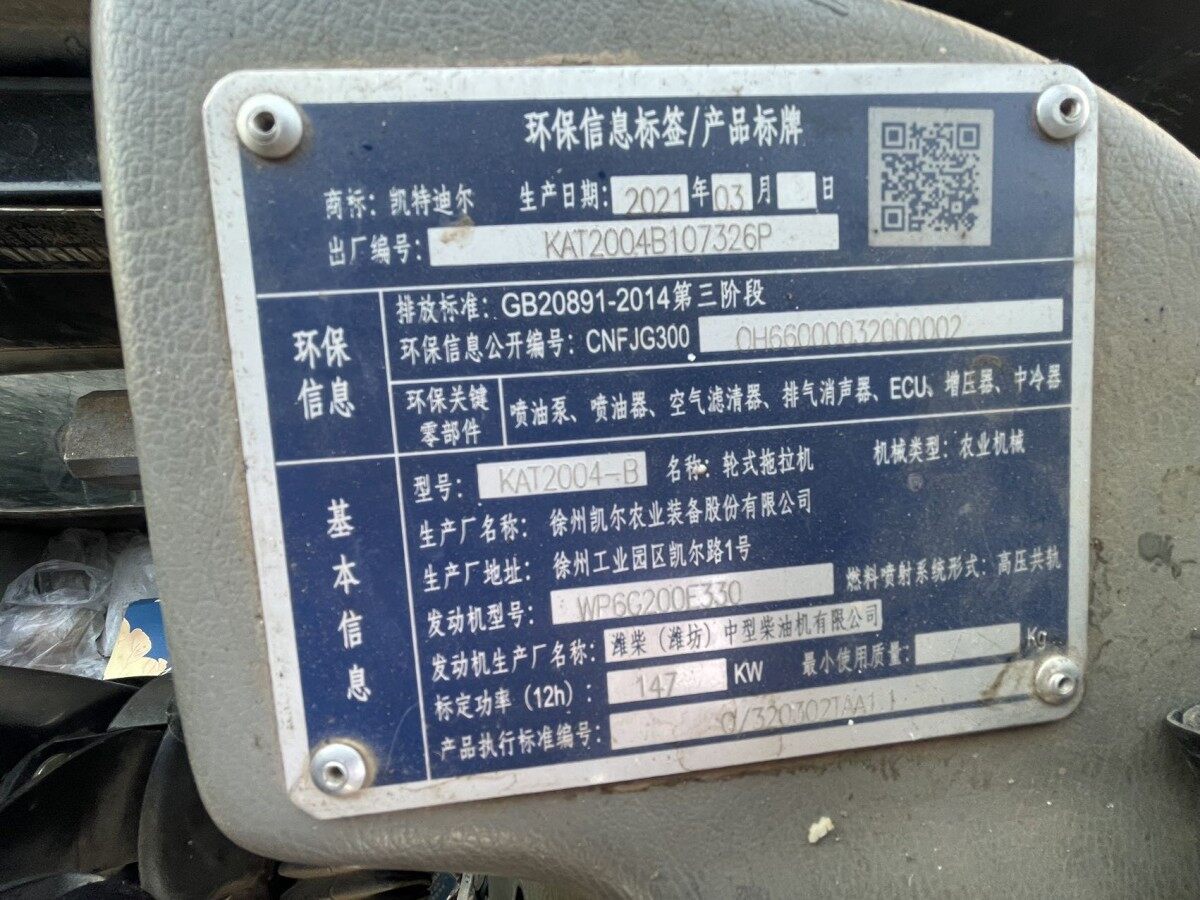 环保信息标签/产品标牌
商标：凯特迪尔 生产日期：2021年03月 日
出厂编号：KAT2004B107326P
环保信息
排放标准：GB20891-2014第三阶段
环保信息公开编号：CNFJG300 0H66000032000002
环保关键零部件
喷油泵、喷油器、空气滤清器、排气消声器、ECU、增压器、中冷器
基本信息
型号：KAT2004-B 名称：轮式拖拉机 机械类型：农业机械
生产厂名称：徐州凯尔农业装备股份有限公司
生产厂地址：徐州工业园区凯尔路1号
发动机型号：WP6G200E330 燃料喷射系统形式：高压共轨
发动机生产厂名称：潍柴（潍坊）中型柴油机有限公司
标定功率（12h）：147 KW 最小使用质量：/ Kg
产品执行标准编号：